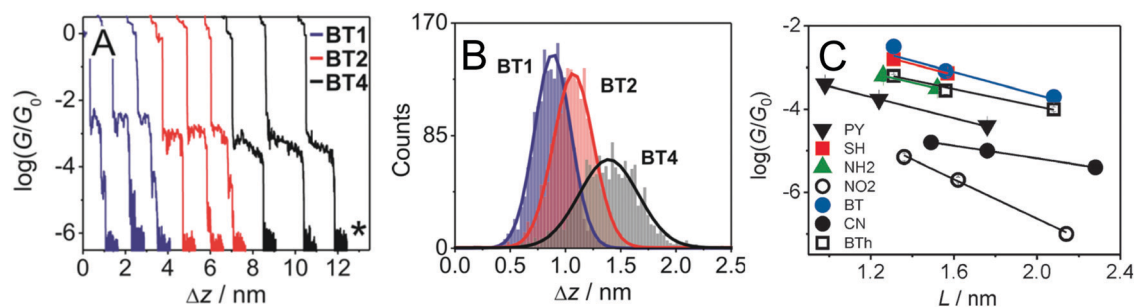 A
BT1
BT2
BT4
log(G/G0)
0
-2
-4
-6
*
0 2 4 6 8 10 12
Δz / nm
B
170
85
0
Counts
BT1
BT2
BT4
0.0 0.5 1.0 1.5 2.0 2.5
Δz / nm
C
-2
-4
-6
log(G/G0)
PY
SH
NH2
NO2
BT
CN
BTh
1.2 1.6 2.0 2.4
L / nm